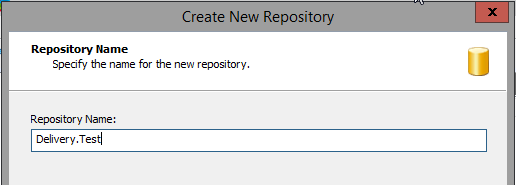 Create New Repository
x
Repository Name
Specify the name for the new repository.
Repository Name:
Delivery.Test